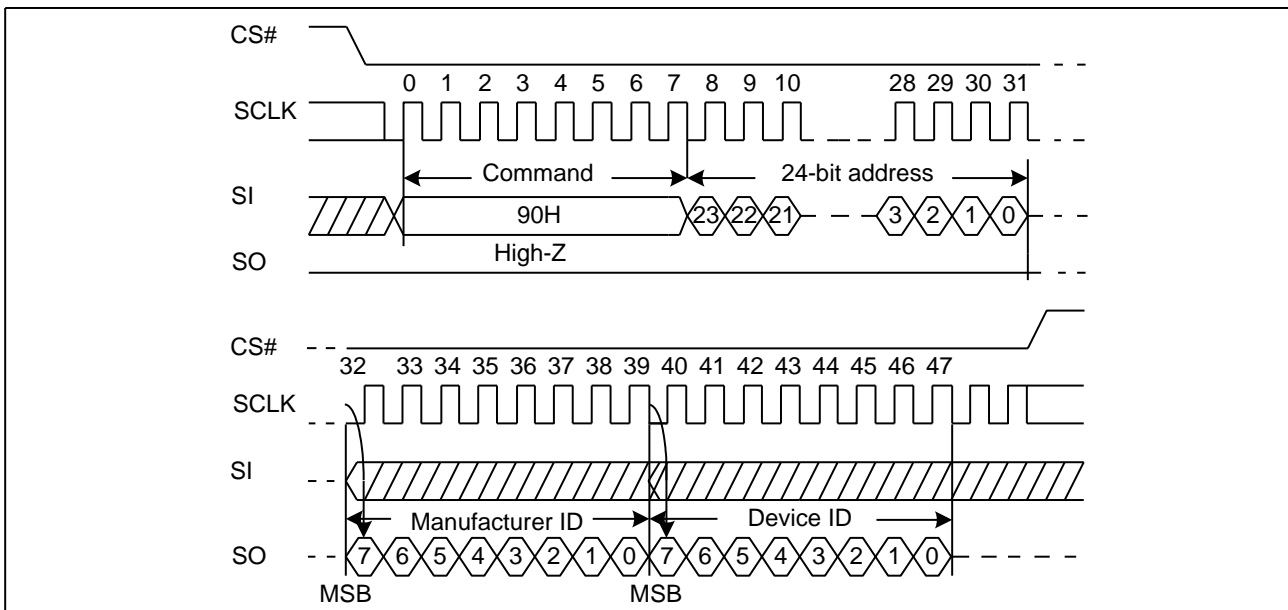 CS#
0 1 2 3 4 5 6 7 8 9 10 28 29 30 31
SCLK
Command 24-bit address
SI
90H 23 22 21 3 2 1 0
High-Z
SO
CS#
32 33 34 35 36 37 38 39 40 41 42 43 44 45 46 47
SCLK
SI
Manufacturer ID Device ID
SO 7 6 5 4 3 2 1 0 7 6 5 4 3 2 1 0
MSB MSB